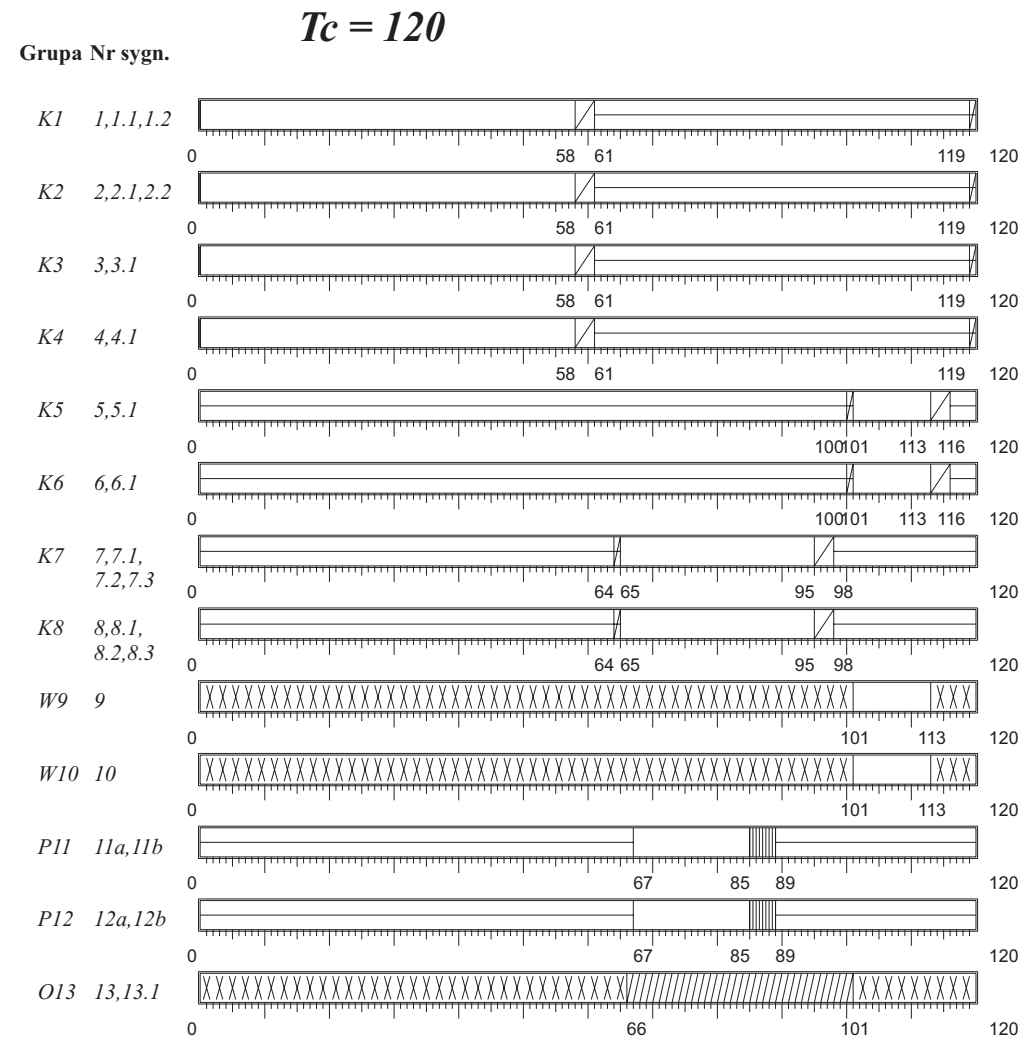 Tc = 120
Grupa Nr sygn.
K1 1,1.1,1.2
0 58 61 119 120
K2 2,2.1,2.2
0 58 61 119 120
K3 3,3.1
0 58 61 119 120
K4 4,4.1
0 58 61 119 120
K5 5,5.1
0 100 101 113 116 120
K6 6,6.1
0 100 101 113 116 120
K7 7,7.1,
7.2,7.3
0 64 65 95 98 120
K8 8,8.1,
8.2,8.3
0 64 65 95 98 120
W9 9
0 101 113 120
W10 10
0 101 113 120
P11 11a,11b
0 67 85 89 120
P12 12a,12b
0 67 85 89 120
O13 13,13.1
0 66 101 120